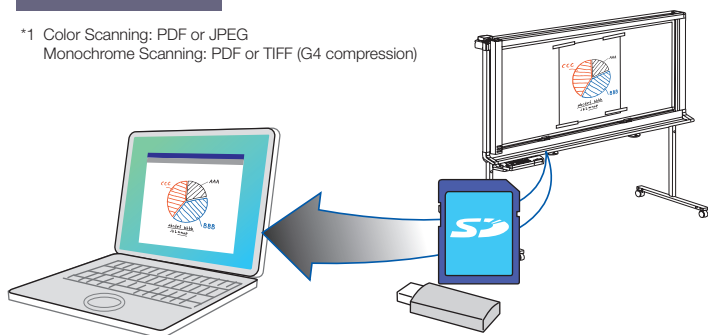 *1 Color Scanning: PDF or JPEG
Monochrome Scanning: PDF or TIFF (G4 compression)
CCC
AAA
BBB
CCC
AAA
BBB
SD